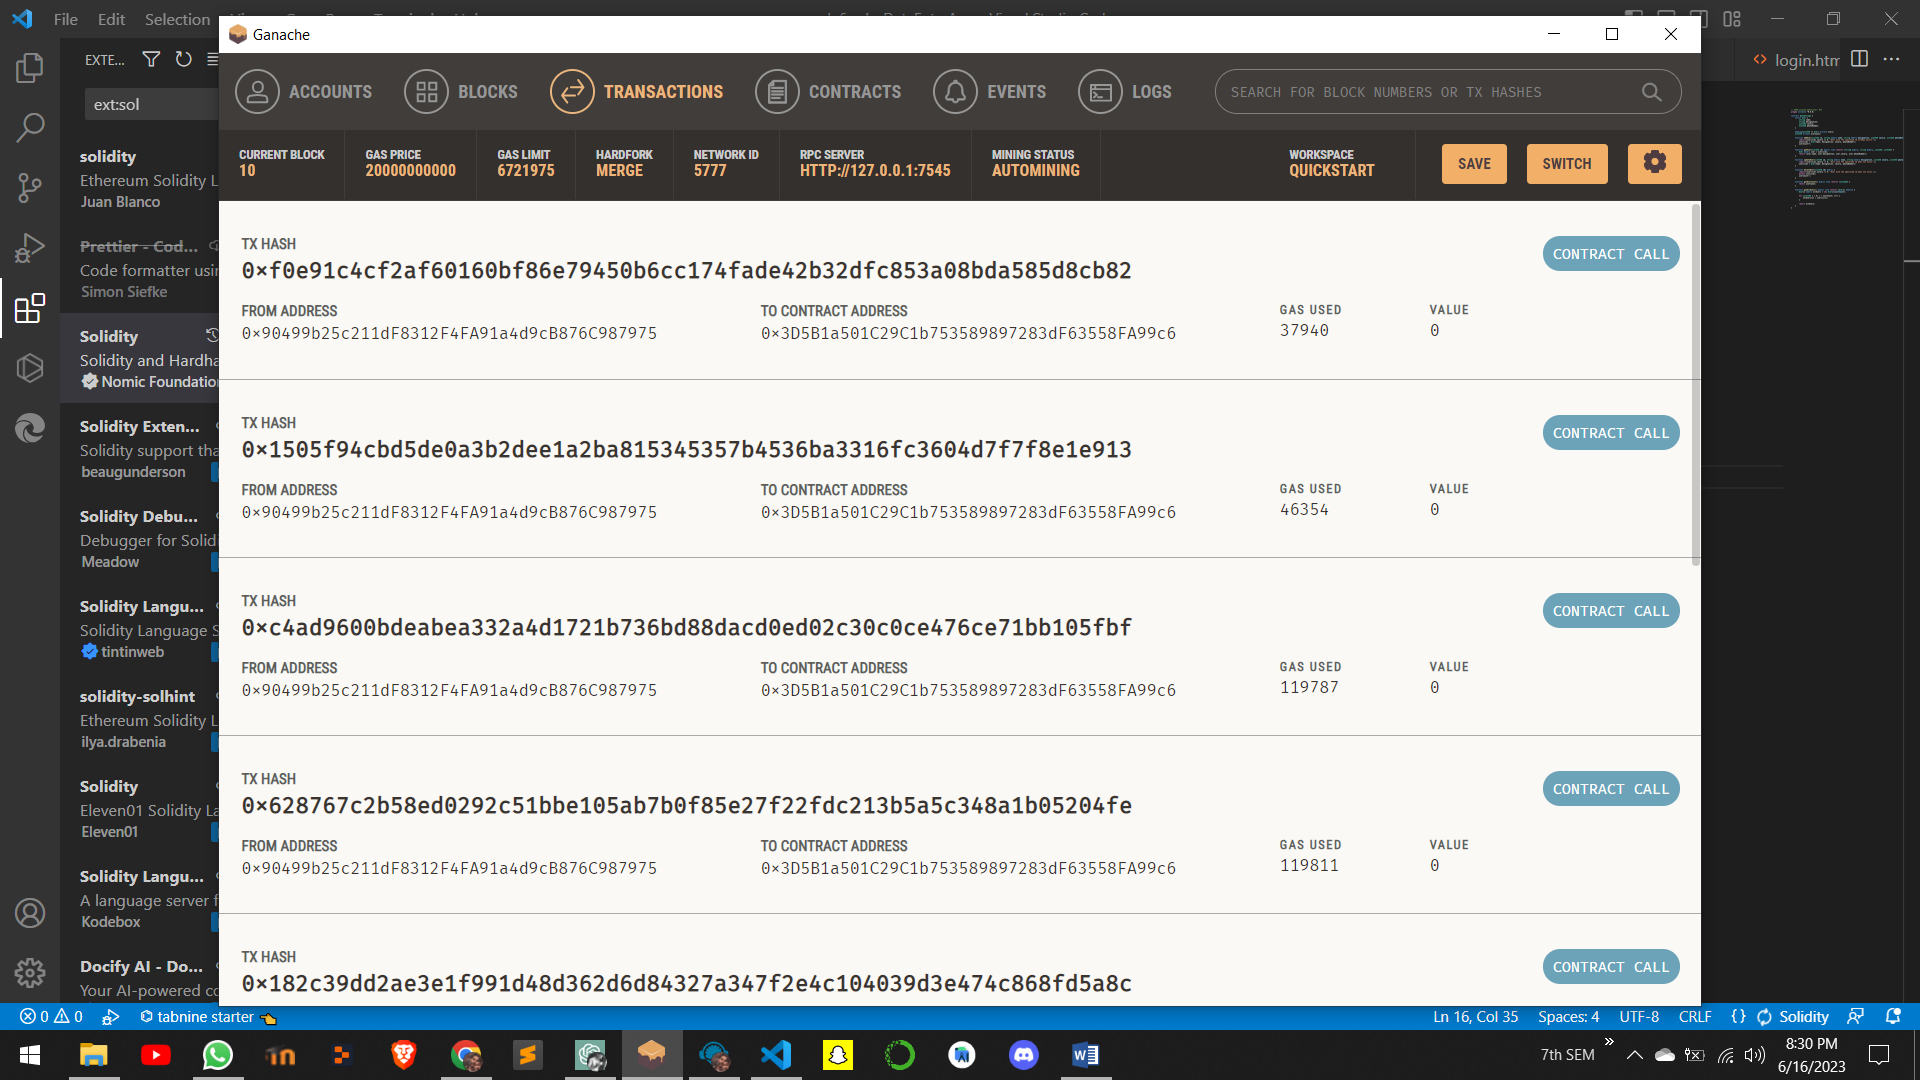 File Edit Selection
Ganache
login.htm
EXTE...
ext:sol
solidity
Ethereum Solidity L
Juan Blanco
Prettier - Cod...
Code formatter usin
Simon Siefke
Solidity
Solidity and Hardha
Nomic Foundation
Solidity Exten...
Solidity support tha
beaugunderson
Solidity Debu...
Debugger for Solid
Meadow
Solidity Langu...
Solidity Language S
tintinweb
solidity-solhint
Ethereum Solidity L
ilya.drabenia
Solidity
Eleven01 Solidity La
Eleven01
Solidity Langu...
A language server f
Kodebox
Docify AI - Do...
Your AI-powered co
ACCOUNTS BLOCKS TRANSACTIONS CONTRACTS EVENTS LOGS SEARCH FOR BLOCK NUMBERS OR TX HASHES
CURRENT BLOCK GAS PRICE GAS LIMIT HARDFORK NETWORK ID RPC SERVER MINING STATUS WORKSPACE
10 20000000000 6721975 MERGE 5777 HTTP://127.0.0.1:7545 AUTOMINING QUICKSTART
SAVE SWITCH
TX HASH
0×f0e91c4cf2af60160bf86e79450b6cc174fade42b32dfc853a08bda585d8cb82
CONTRACT CALL
FROM ADDRESS TO CONTRACT ADDRESS GAS USED VALUE
0×90499b25c211dF8312F4FA91a4d9cB876C987975 0×3D5B1a501C29C1b753589897283dF63558FA99c6 37940 0
TX HASH
0×1505f94cbd5de0a3b2dee1a2ba815345357b4536ba3316fc3604d7f7f8e1e913
CONTRACT CALL
FROM ADDRESS TO CONTRACT ADDRESS GAS USED VALUE
0×90499b25c211dF8312F4FA91a4d9cB876C987975 0×3D5B1a501C29C1b753589897283dF63558FA99c6 46354 0
TX HASH
0×c4ad9600bdeabea332a4d1721b736bd88dacd0ed02c30c0ce476ce71bb105fbf
CONTRACT CALL
FROM ADDRESS TO CONTRACT ADDRESS GAS USED VALUE
0×90499b25c211dF8312F4FA91a4d9cB876C987975 0×3D5B1a501C29C1b753589897283dF63558FA99c6 119787 0
TX HASH
0×628767c2b58ed0292c51bbe105ab7b0f85e27f22fdc213b5a5c348a1b05204fe
CONTRACT CALL
FROM ADDRESS TO CONTRACT ADDRESS GAS USED VALUE
0×90499b25c211dF8312F4FA91a4d9cB876C987975 0×3D5B1a501C29C1b753589897283dF63558FA99c6 119811 0
TX HASH
0×182c39dd2ae3e1f991d48d362d6d84327a347f2e4c104039d3e474c868fd5a8c
CONTRACT CALL
0 0 tabnine starter Ln 16, Col 35 Spaces: 4 UTF-8 CRLF {} Solidity
7th SEM
8:30 PM
6/16/2023